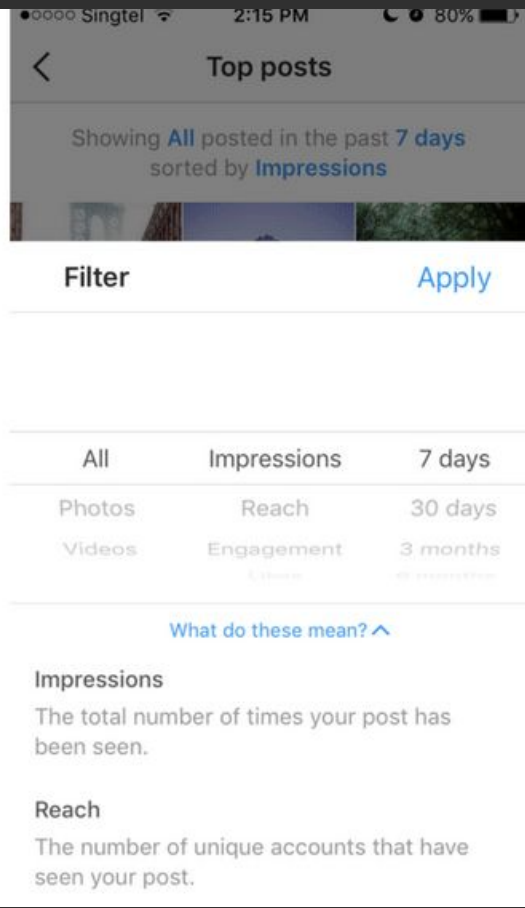 Singtel 2:15 PM 80%
Top posts
Showing All posted in the past 7 days
sorted by Impressions
Filter Apply
All Impressions 7 days
Photos Reach 30 days
Videos Engagement 3 months
Likes 6 months
What do these mean?
Impressions
The total number of times your post has
been seen.
Reach
The number of unique accounts that have
seen your post.